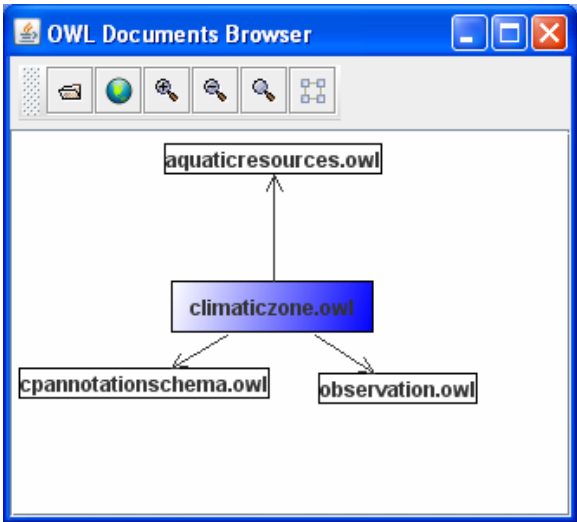 OWL Documents Browser
aquaticresources.owl
climaticzone.owl
cpannotationschema.owl
observation.owl